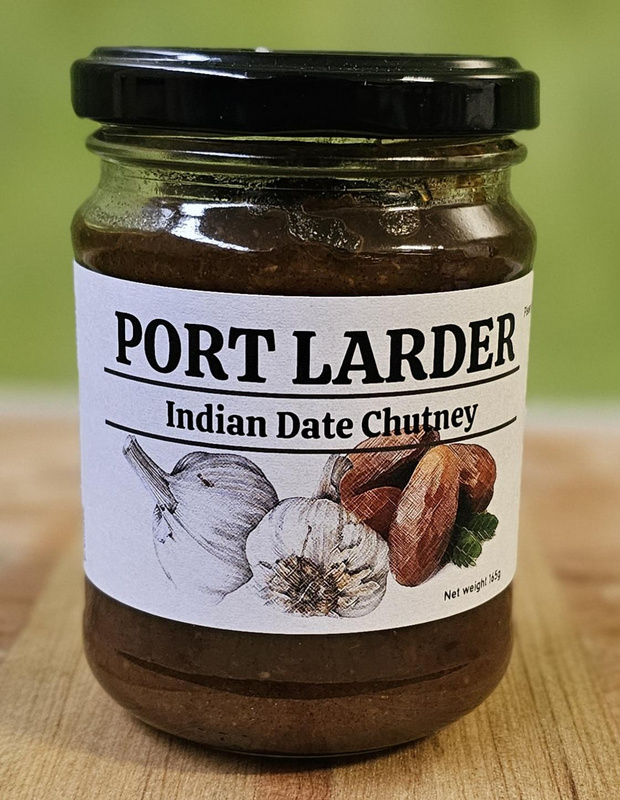 PORT LARDER
Indian Date Chutney
Net weight 165g